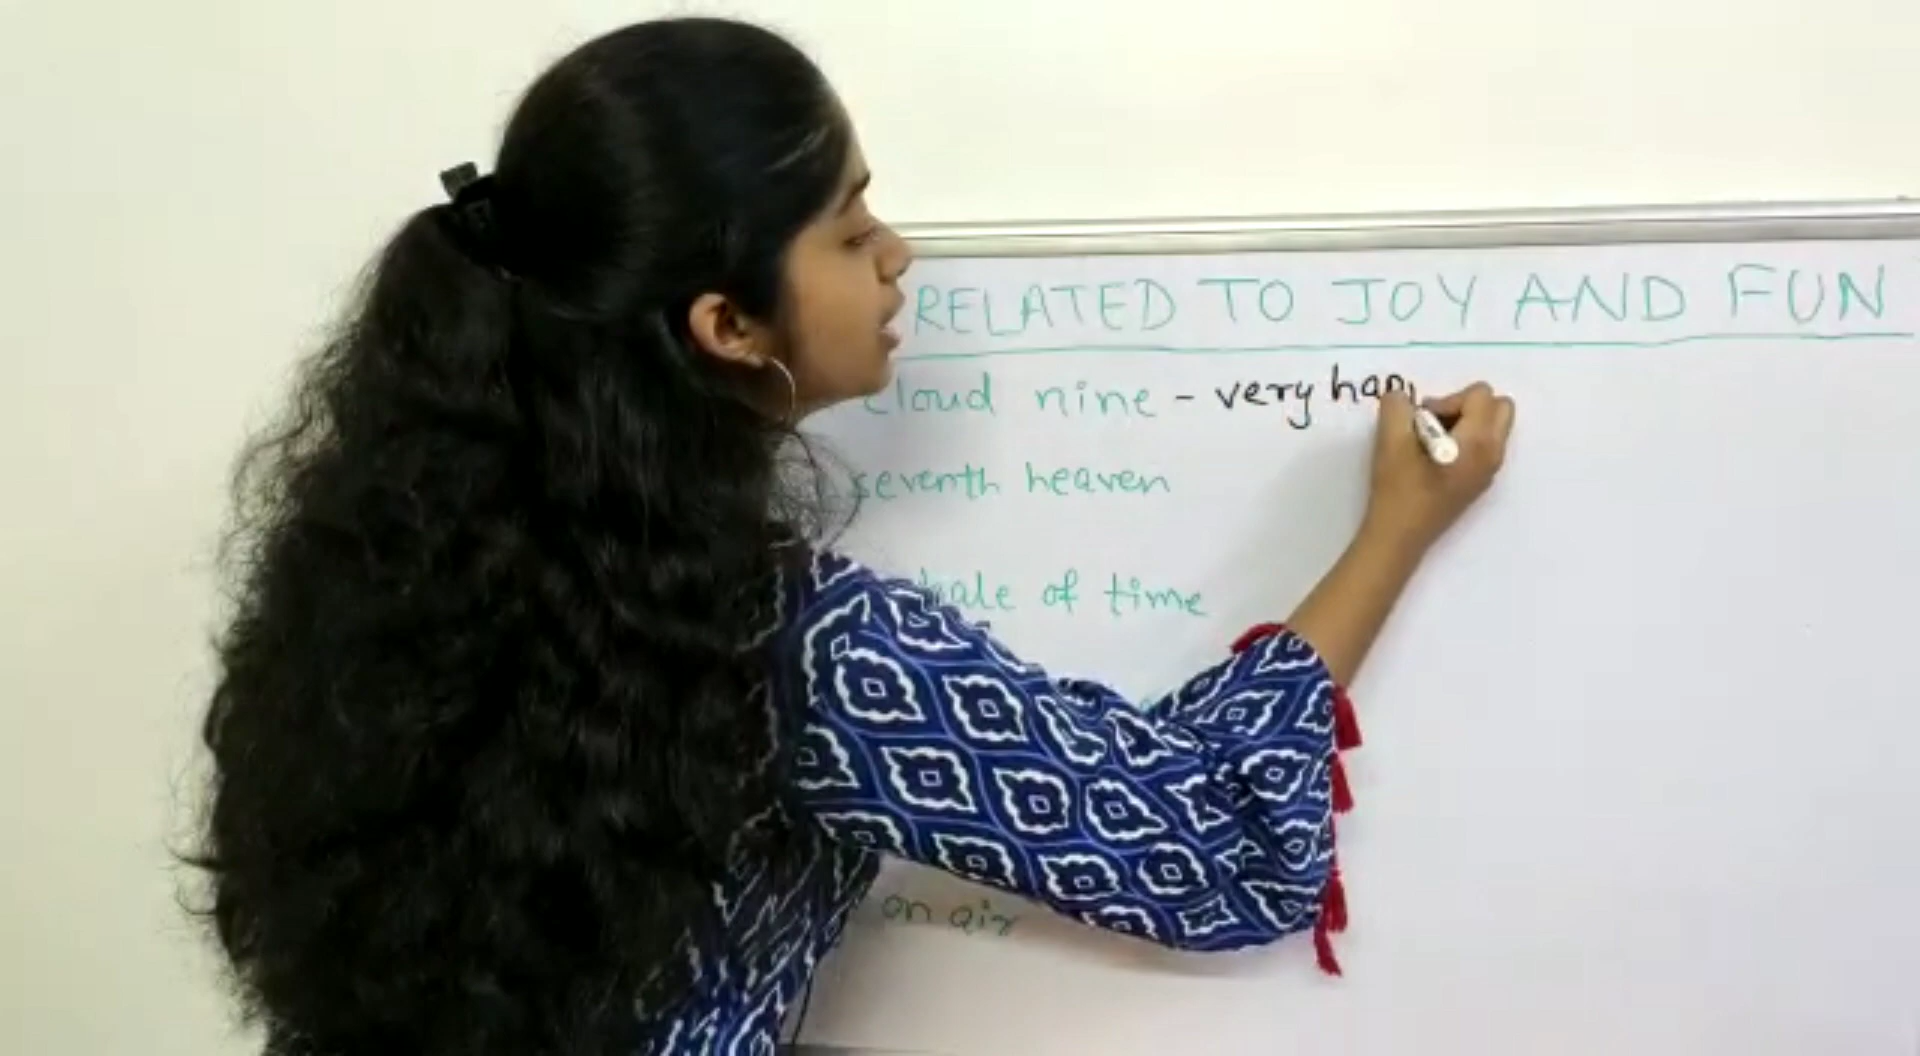 RELATED TO JOY AND FUN
cloud nine - very hap
seventh heaven
hale of time
on air